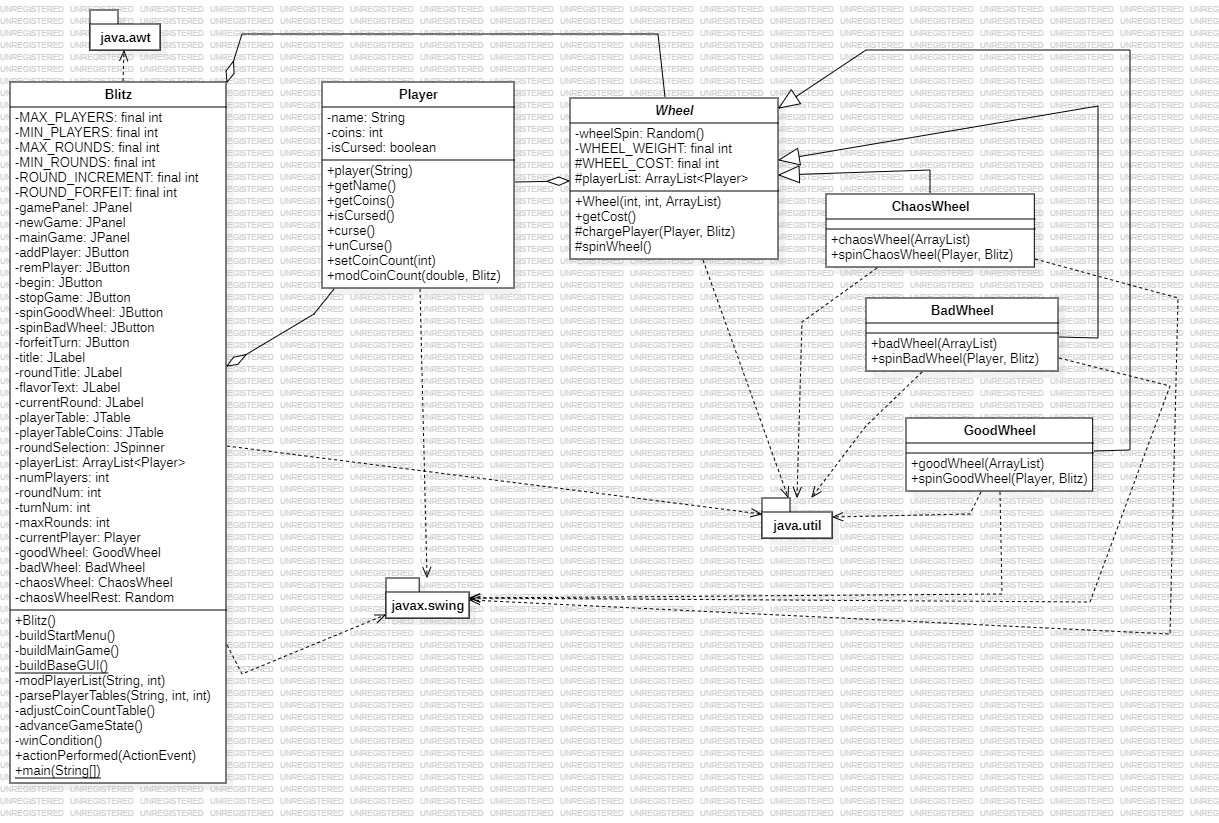 java.awt
Blitz
-MAX_PLAYERS: final int
-MIN_PLAYERS: final int
-MAX_ROUNDS: final int
-MIN_ROUNDS: final int
-ROUND_INCREMENT: final int
-ROUND_FORFEIT: final int
-gamePanel: JPanel
-newGame: JPanel
-mainGame: JPanel
-addPlayer: JButton
-remPlayer: JButton
-begin: JButton
-stopGame: JButton
-spinGoodWheel: JButton
-spinBadWheel: JButton
-forfeitTurn: JButton
-title: JLabel
-roundTitle: JLabel
-flavorText: JLabel
-currentRound: JLabel
-playerTable: JTable
-playerTableCoins: JTable
-roundSelection: JSpinner
-playerList: ArrayList<Player>
-numPlayers: int
-roundNum: int
-turnNum: int
-maxRounds: int
-currentPlayer: Player
-goodWheel: GoodWheel
-badWheel: BadWheel
-chaosWheel: ChaosWheel
-chaosWheelRest: Random
+Blitz()
-buildStartMenu()
-buildMainGame()
-buildBaseGUI()
-modPlayerList(String, int)
-parsePlayerTables(String, int, int)
-adjustCoinCountTable()
-advanceGameState()
-winCondition()
+actionPerformed(ActionEvent)
+main(String[])
Player
-name: String
-coins: int
-isCursed: boolean
+player(String)
+getName()
+getCoins()
+isCursed()
+curse()
+unCurse()
+setCoinCount(int)
+modCoinCount(double, Blitz)
Wheel
-wheelSpin: Random()
-WHEEL_WEIGHT: final int
#WHEEL_COST: final int
#playerList: ArrayList<Player>
+Wheel(int, int, ArrayList)
+getCost()
#chargePlayer(Player, Blitz)
#spinWheel()
ChaosWheel
+chaosWheel(ArrayList)
+spinChaosWheel(Player, Blitz)
BadWheel
+badWheel(ArrayList)
+spinBadWheel(Player, Blitz)
GoodWheel
+goodWheel(ArrayList)
+spinGoodWheel(Player, Blitz)
java.util
javax.swing
UNREGISTERED